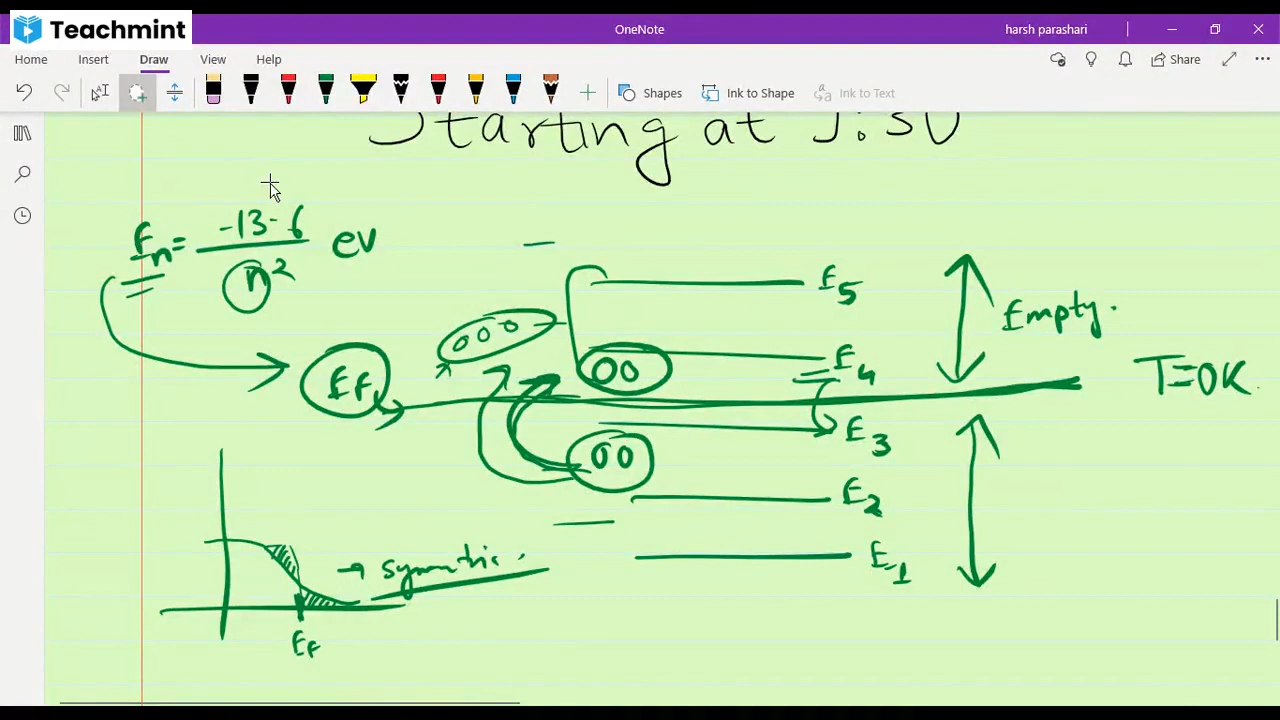 Teachmint
OneNote
harsh parashari
Home Insert Draw View Help
Share
Shapes
Ink to Shape
Ink to Text
Starting at
En = -13.6 / n² ev
E5
Empty.
E4
T=0K
Ef
E3
E2
E1
→ symmtric.
Ef